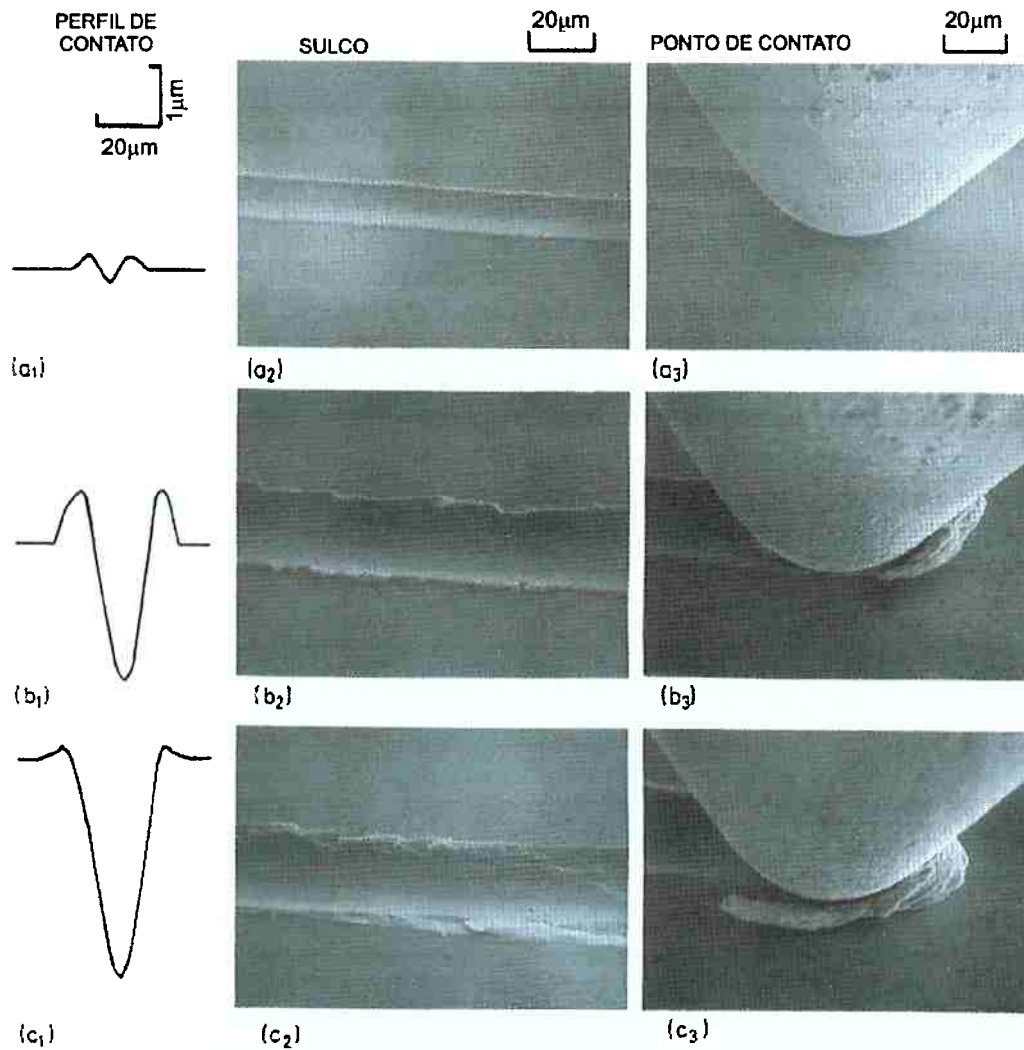 PERFIL DE
CONTATO
1µm
20µm
SULCO
20µm
PONTO DE CONTATO
20µm
(a₁)
(a₂)
(a₃)
(b₁)
(b₂)
(b₃)
(c₁)
(c₂)
(c₃)